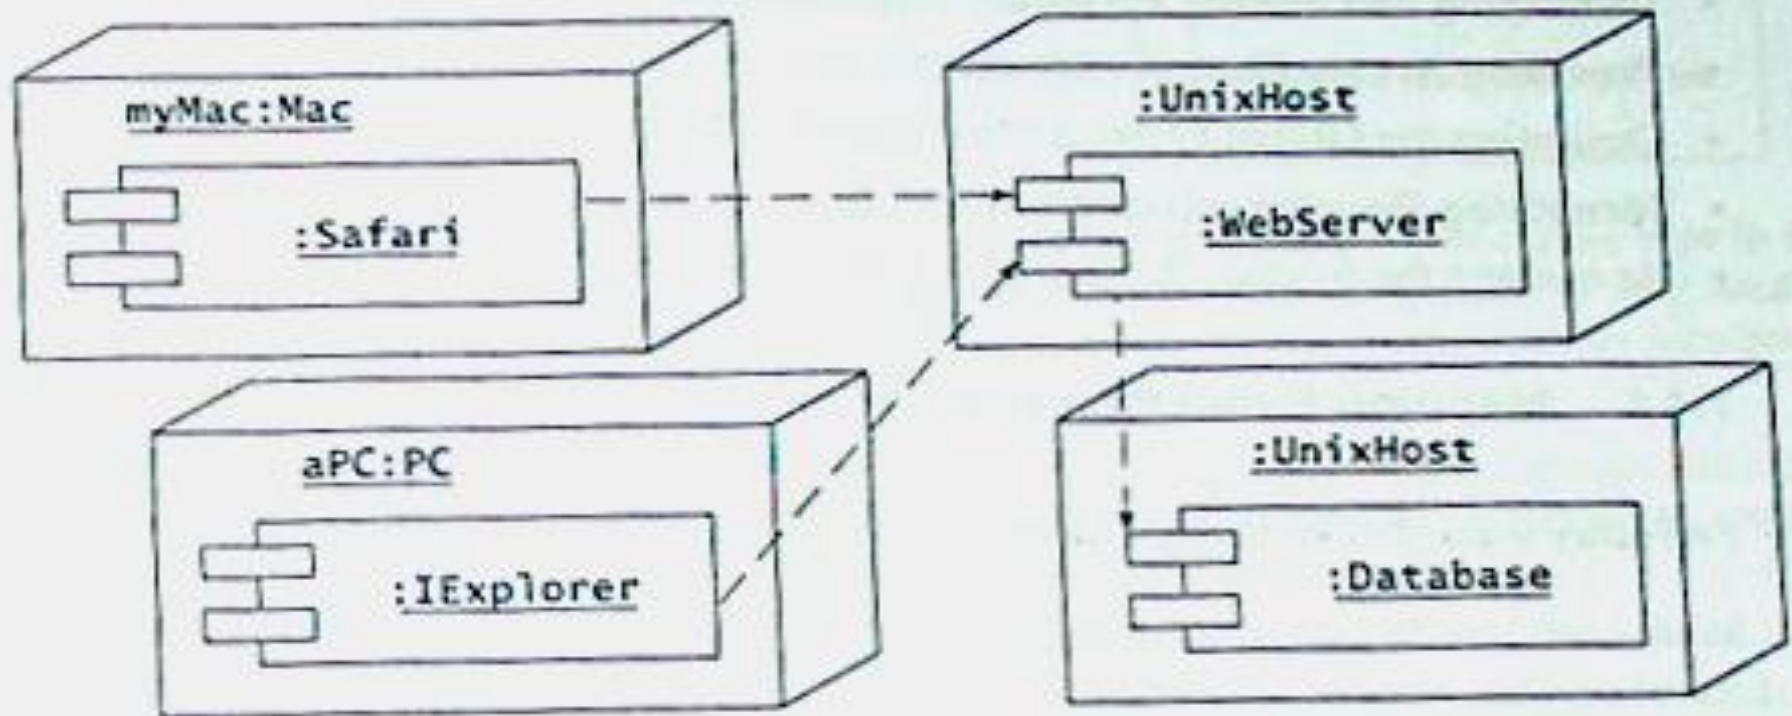 myMac:Mac
:Safari
:UnixHost
:WebServer
aPC:PC
:IExplorer
:UnixHost
:Database